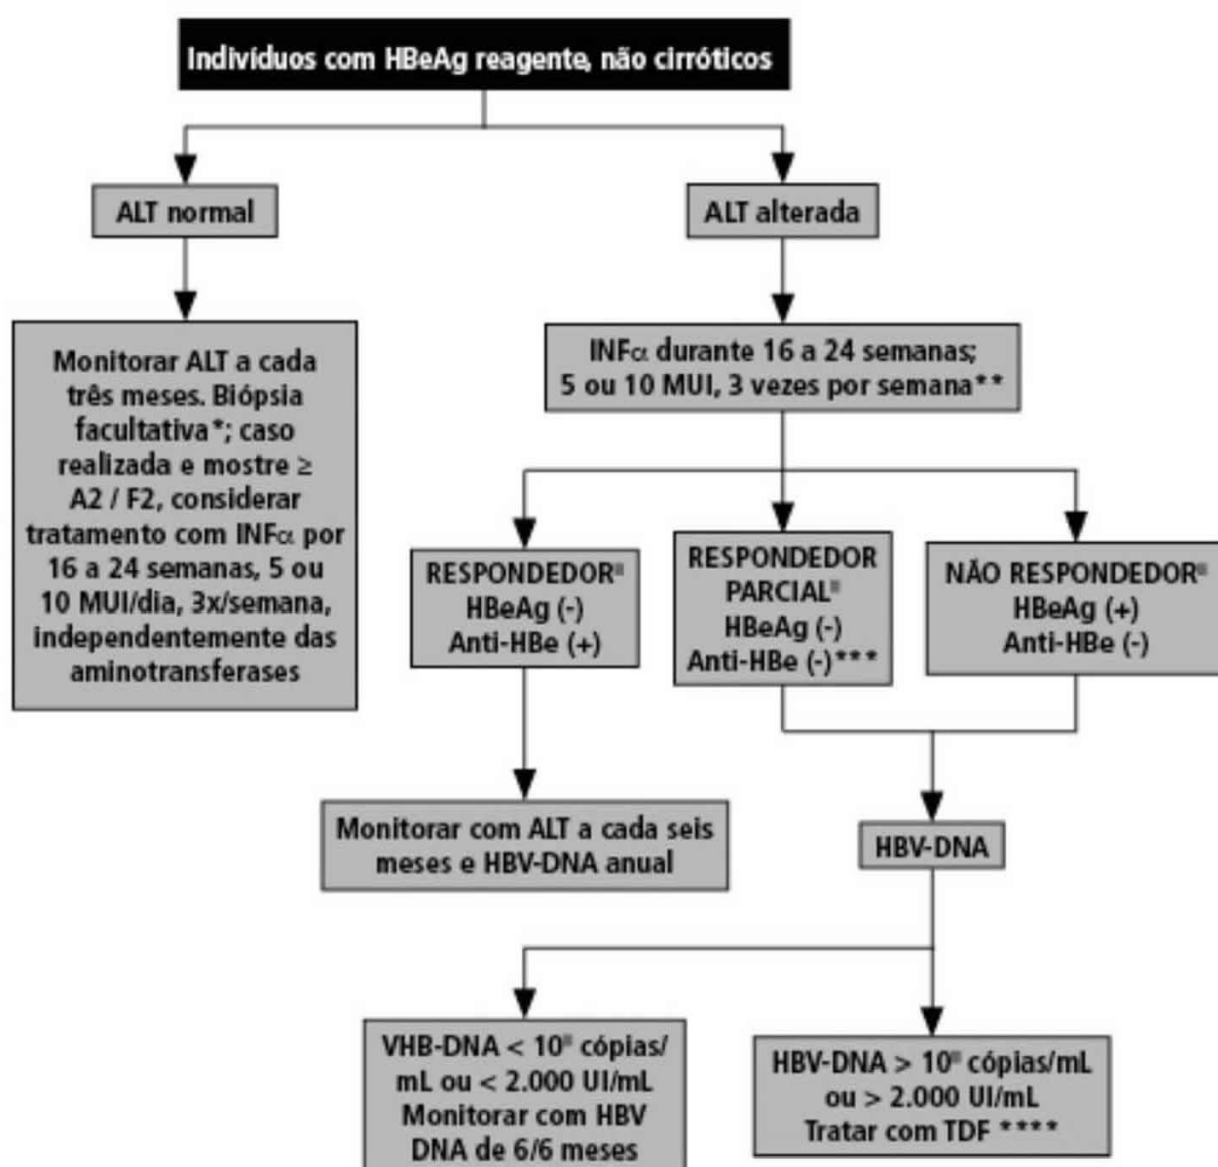 Indivíduos com HBeAg reagente, não cirróticos
ALT normal
ALT alterada
Monitorar ALT a cada
três meses. Biópsia
facultativa*; caso
realizada e mostre ≥
A2 / F2, considerar
tratamento com INFα por
16 a 24 semanas, 5 ou
10 MUI/dia, 3x/semana,
independentemente das
aminotransferases
INFα durante 16 a 24 semanas;
5 ou 10 MUI, 3 vezes por semana**
RESPONDEDOR
HBeAg (-)
Anti-HBe (+)
RESPONDEDOR
PARCIAL
HBeAg (-)
Anti-HBe (-)***
NÃO RESPONDEDOR
HBeAg (+)
Anti-HBe (-)
Monitorar com ALT a cada seis
meses e HBV-DNA anual
HBV-DNA
VHB-DNA < 10 cópias/
mL ou < 2.000 UI/mL
Monitorar com HBV
DNA de 6/6 meses
HBV-DNA > 10 cópias/mL
ou > 2.000 UI/mL
Tratar com TDF ****